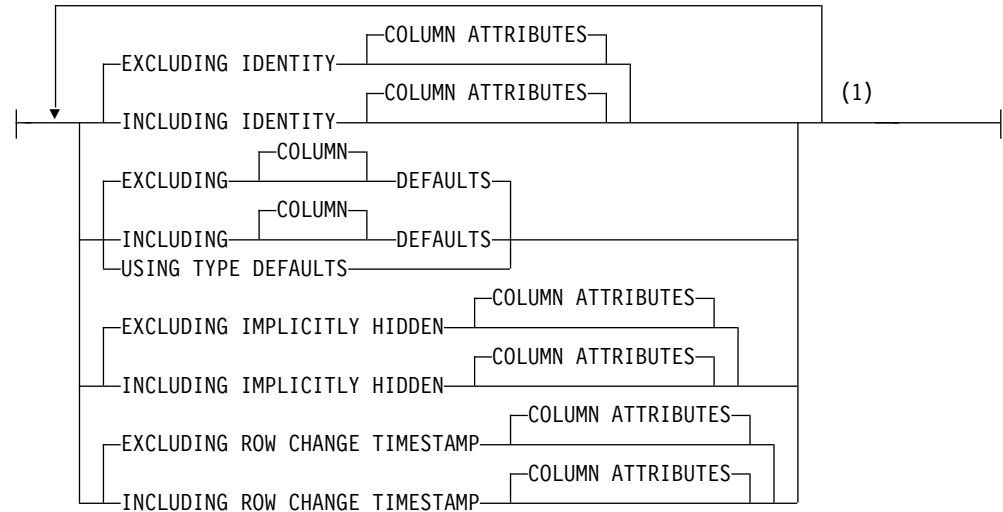 COLUMN ATTRIBUTES
EXCLUDING IDENTITY
COLUMN ATTRIBUTES
(1)
INCLUDING IDENTITY
COLUMN
EXCLUDING DEFAULTS
COLUMN
INCLUDING DEFAULTS
USING TYPE DEFAULTS
COLUMN ATTRIBUTES
EXCLUDING IMPLICITLY HIDDEN
COLUMN ATTRIBUTES
INCLUDING IMPLICITLY HIDDEN
COLUMN ATTRIBUTES
EXCLUDING ROW CHANGE TIMESTAMP
COLUMN ATTRIBUTES
INCLUDING ROW CHANGE TIMESTAMP